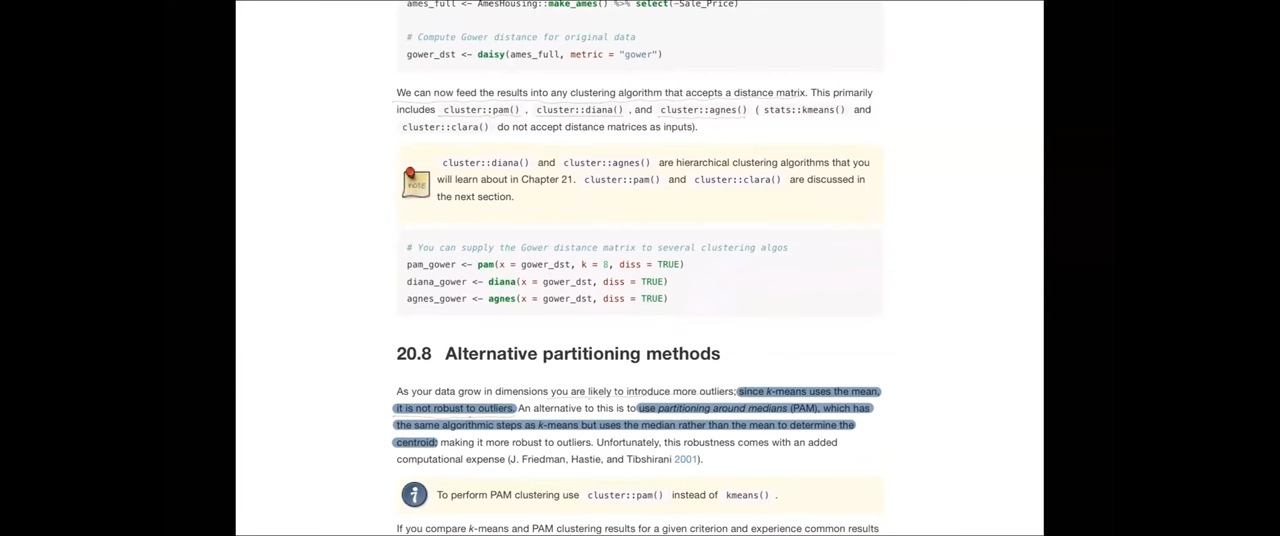 ames_full <- AmesHousing::make_ames() %>% select(-Sale_Price)
# Compute Gower distance for original data
gower_dst <- daisy(ames_full, metric = "gower")
We can now feed the results into any clustering algorithm that accepts a distance matrix. This primarily
includes cluster::pam() , cluster::diana() , and cluster::agnes() ( stats::kmeans() and
cluster::clara() do not accept distance matrices as inputs).
cluster::diana() and cluster::agnes() are hierarchical clustering algorithms that you
will learn about in Chapter 21. cluster::pam() and cluster::clara() are discussed in
NOTE
the next section.
# You can supply the Gower distance matrix to several clustering algos
pam_gower <- pam(x = gower_dst, k = 8, diss = TRUE)
diana_gower <- diana(x = gower_dst, diss = TRUE)
agnes_gower <- agnes(x = gower_dst, diss = TRUE)
20.8 Alternative partitioning methods
As your data grow in dimensions you are likely to introduce more outliers; since k-means uses the mean,
it is not robust to outliers. An alternative to this is to use partitioning around medians (PAM), which has
the same algorithmic steps as k-means but uses the median rather than the mean to determine the
centroid; making it more robust to outliers. Unfortunately, this robustness comes with an added
computational expense (J. Friedman, Hastie, and Tibshirani 2001).
To perform PAM clustering use cluster::pam() instead of kmeans() .
If you compare k-means and PAM clustering results for a given criterion and experience common results